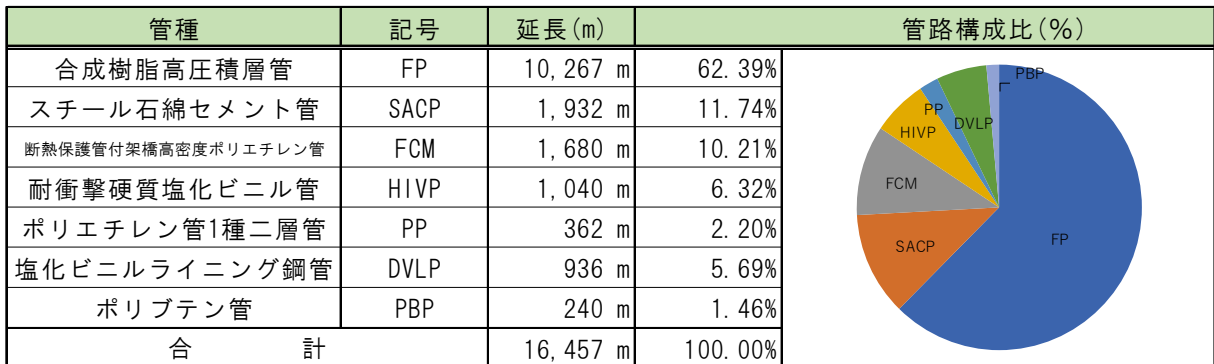 管種 記号 延長(m) 管路構成比(%)
合成樹脂高圧積層管 FP 10,267 m 62.39%
スチール石綿セメント管 SACP 1,932 m 11.74%
断熱保護管付架橋高密度ポリエチレン管 FCM 1,680 m 10.21%
耐衝撃硬質塩化ビニル管 HIVP 1,040 m 6.32%
ポリエチレン管1種二層管 PP 362 m 2.20%
塩化ビニルライニング鋼管 DVLP 936 m 5.69%
ポリブテン管 PBP 240 m 1.46%
合計 16,457 m 100.00%
PBP
PP
DVLP
HIVP
FCM
SACP
FP